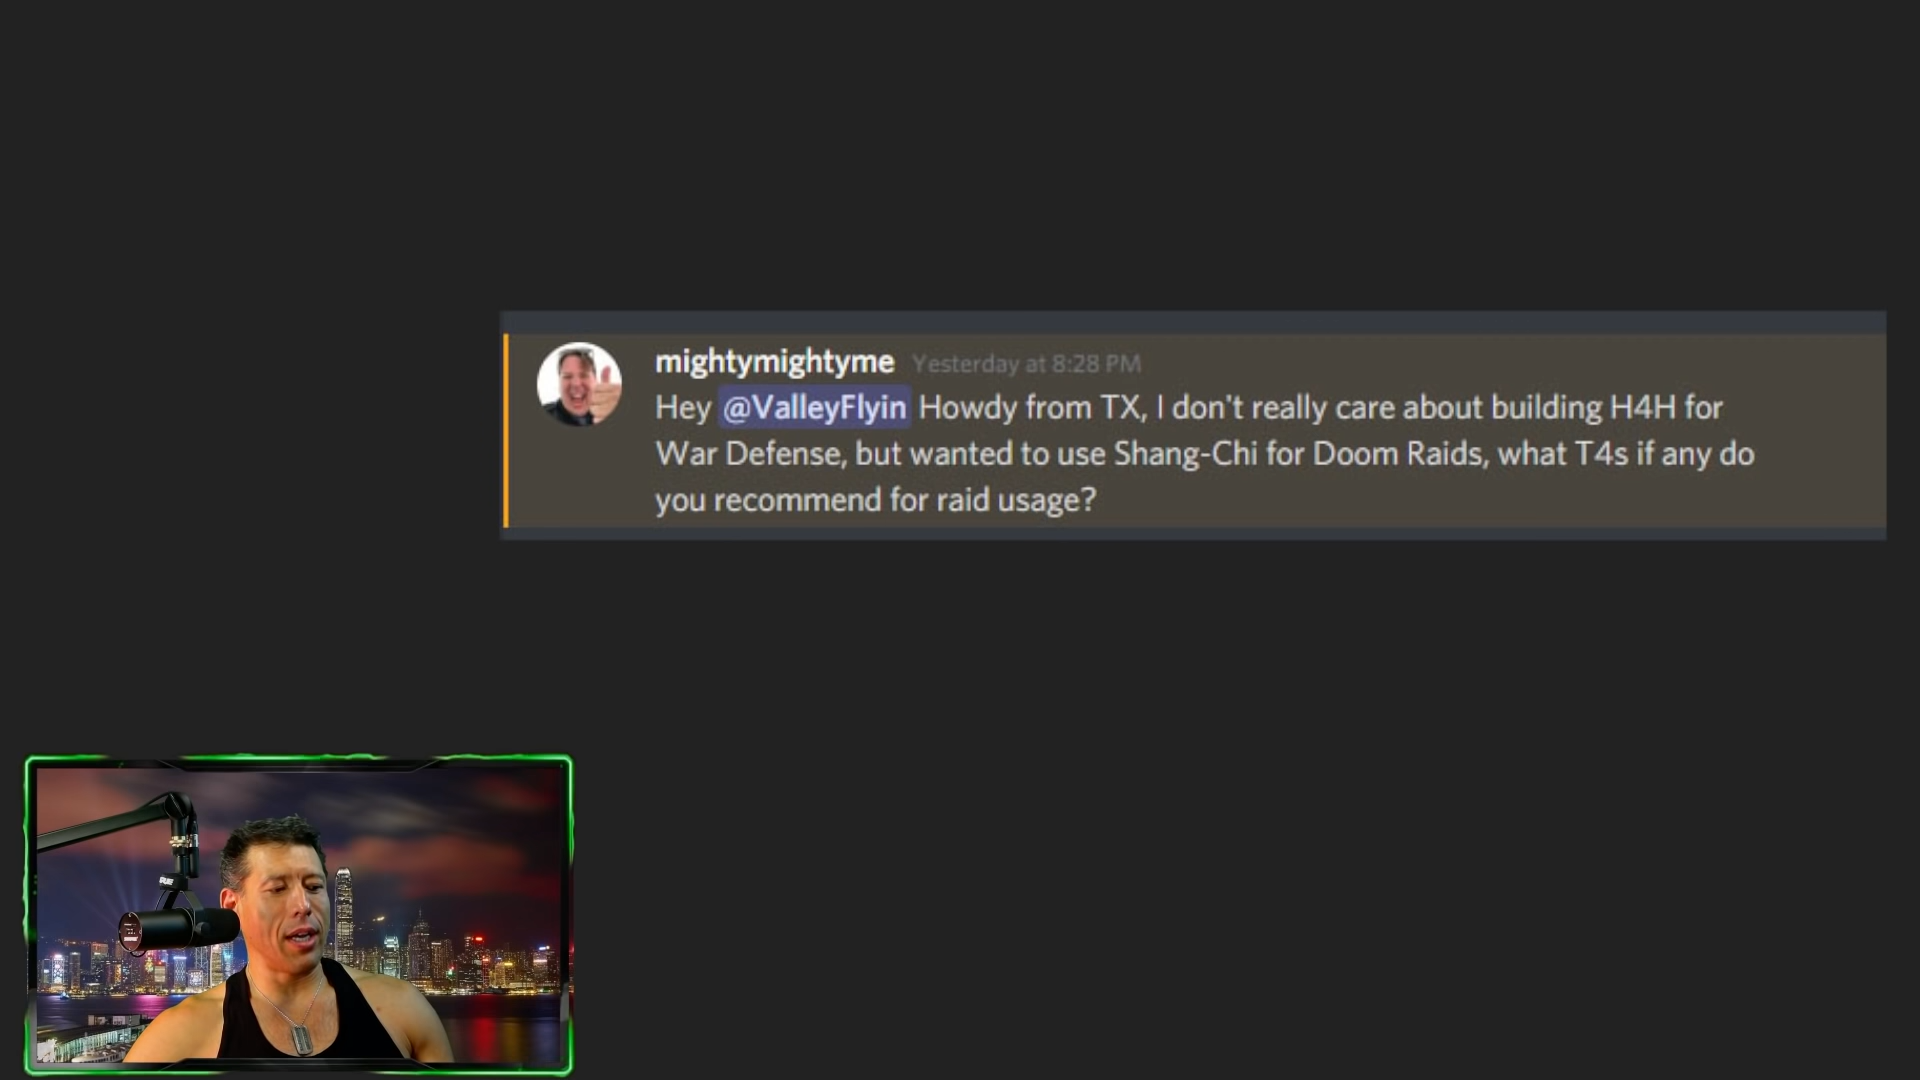 mightymightyme Yesterday at 8:28 PM
Hey @ValleyFlyin Howdy from TX, I don't really care about building H4H for
War Defense, but wanted to use Shang-Chi for Doom Raids, what T4s if any do
you recommend for raid usage?